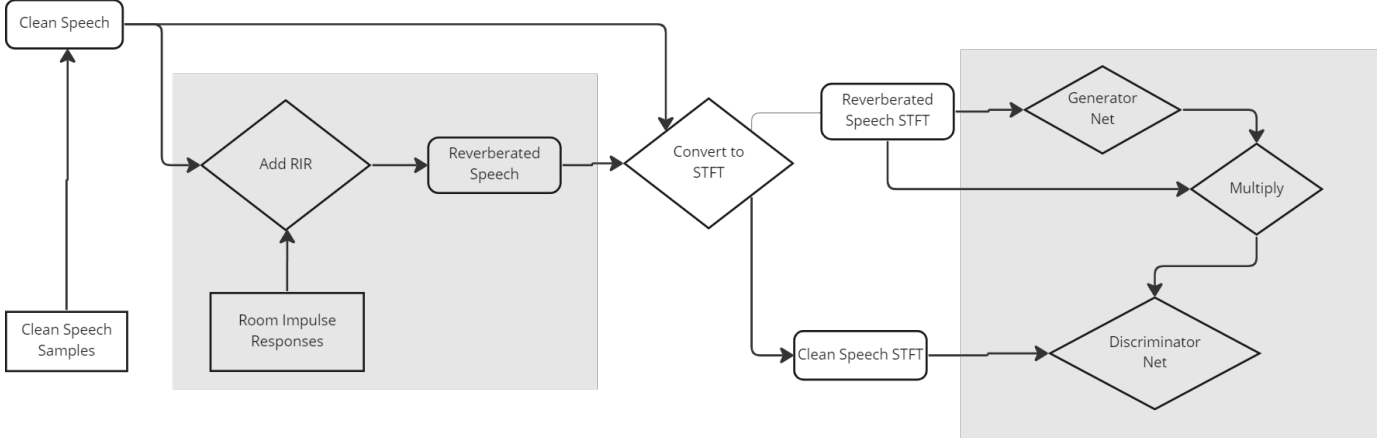 Clean Speech
Add RIR
Reverberated
Speech
Room Impulse
Responses
Clean Speech
Samples
Convert to
STFT
Reverberated
Speech STFT
Generator
Net
Multiply
Clean Speech STFT
Discriminator
Net